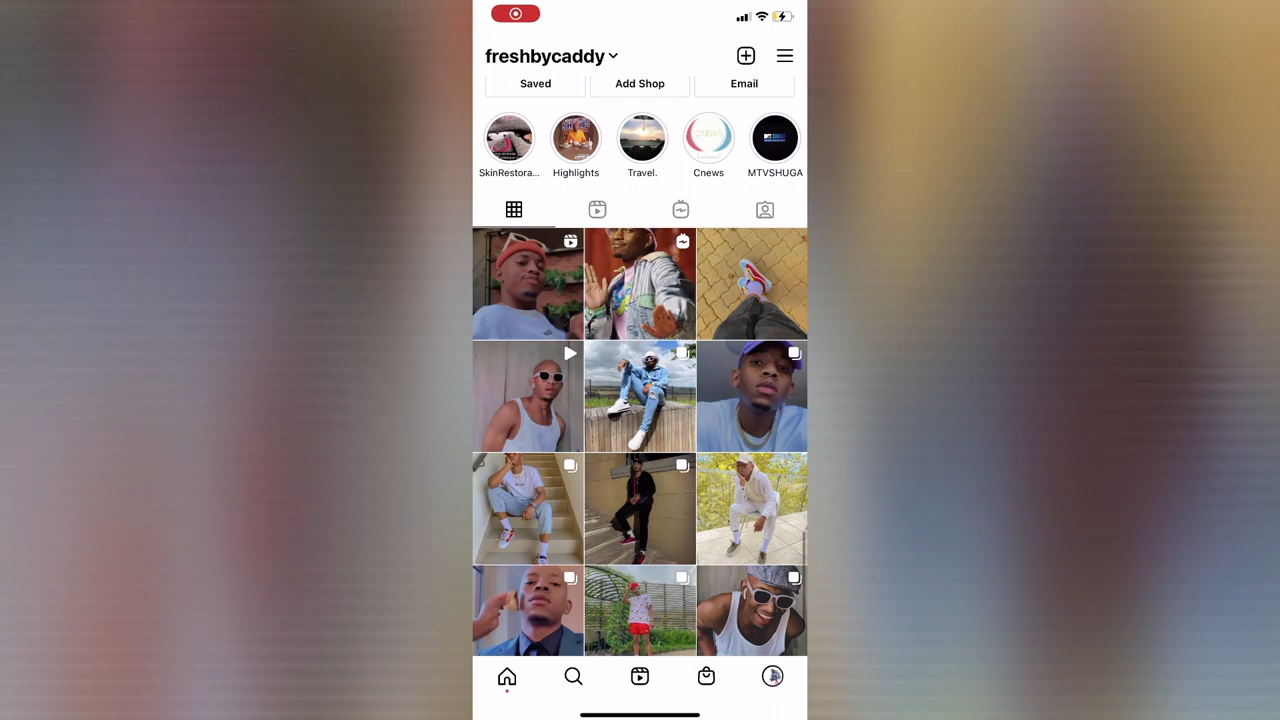 freshbycaddy
Saved
Add Shop
Email
SkinRestora...
Highlights
Travel.
Cnews
MTVSHUGA